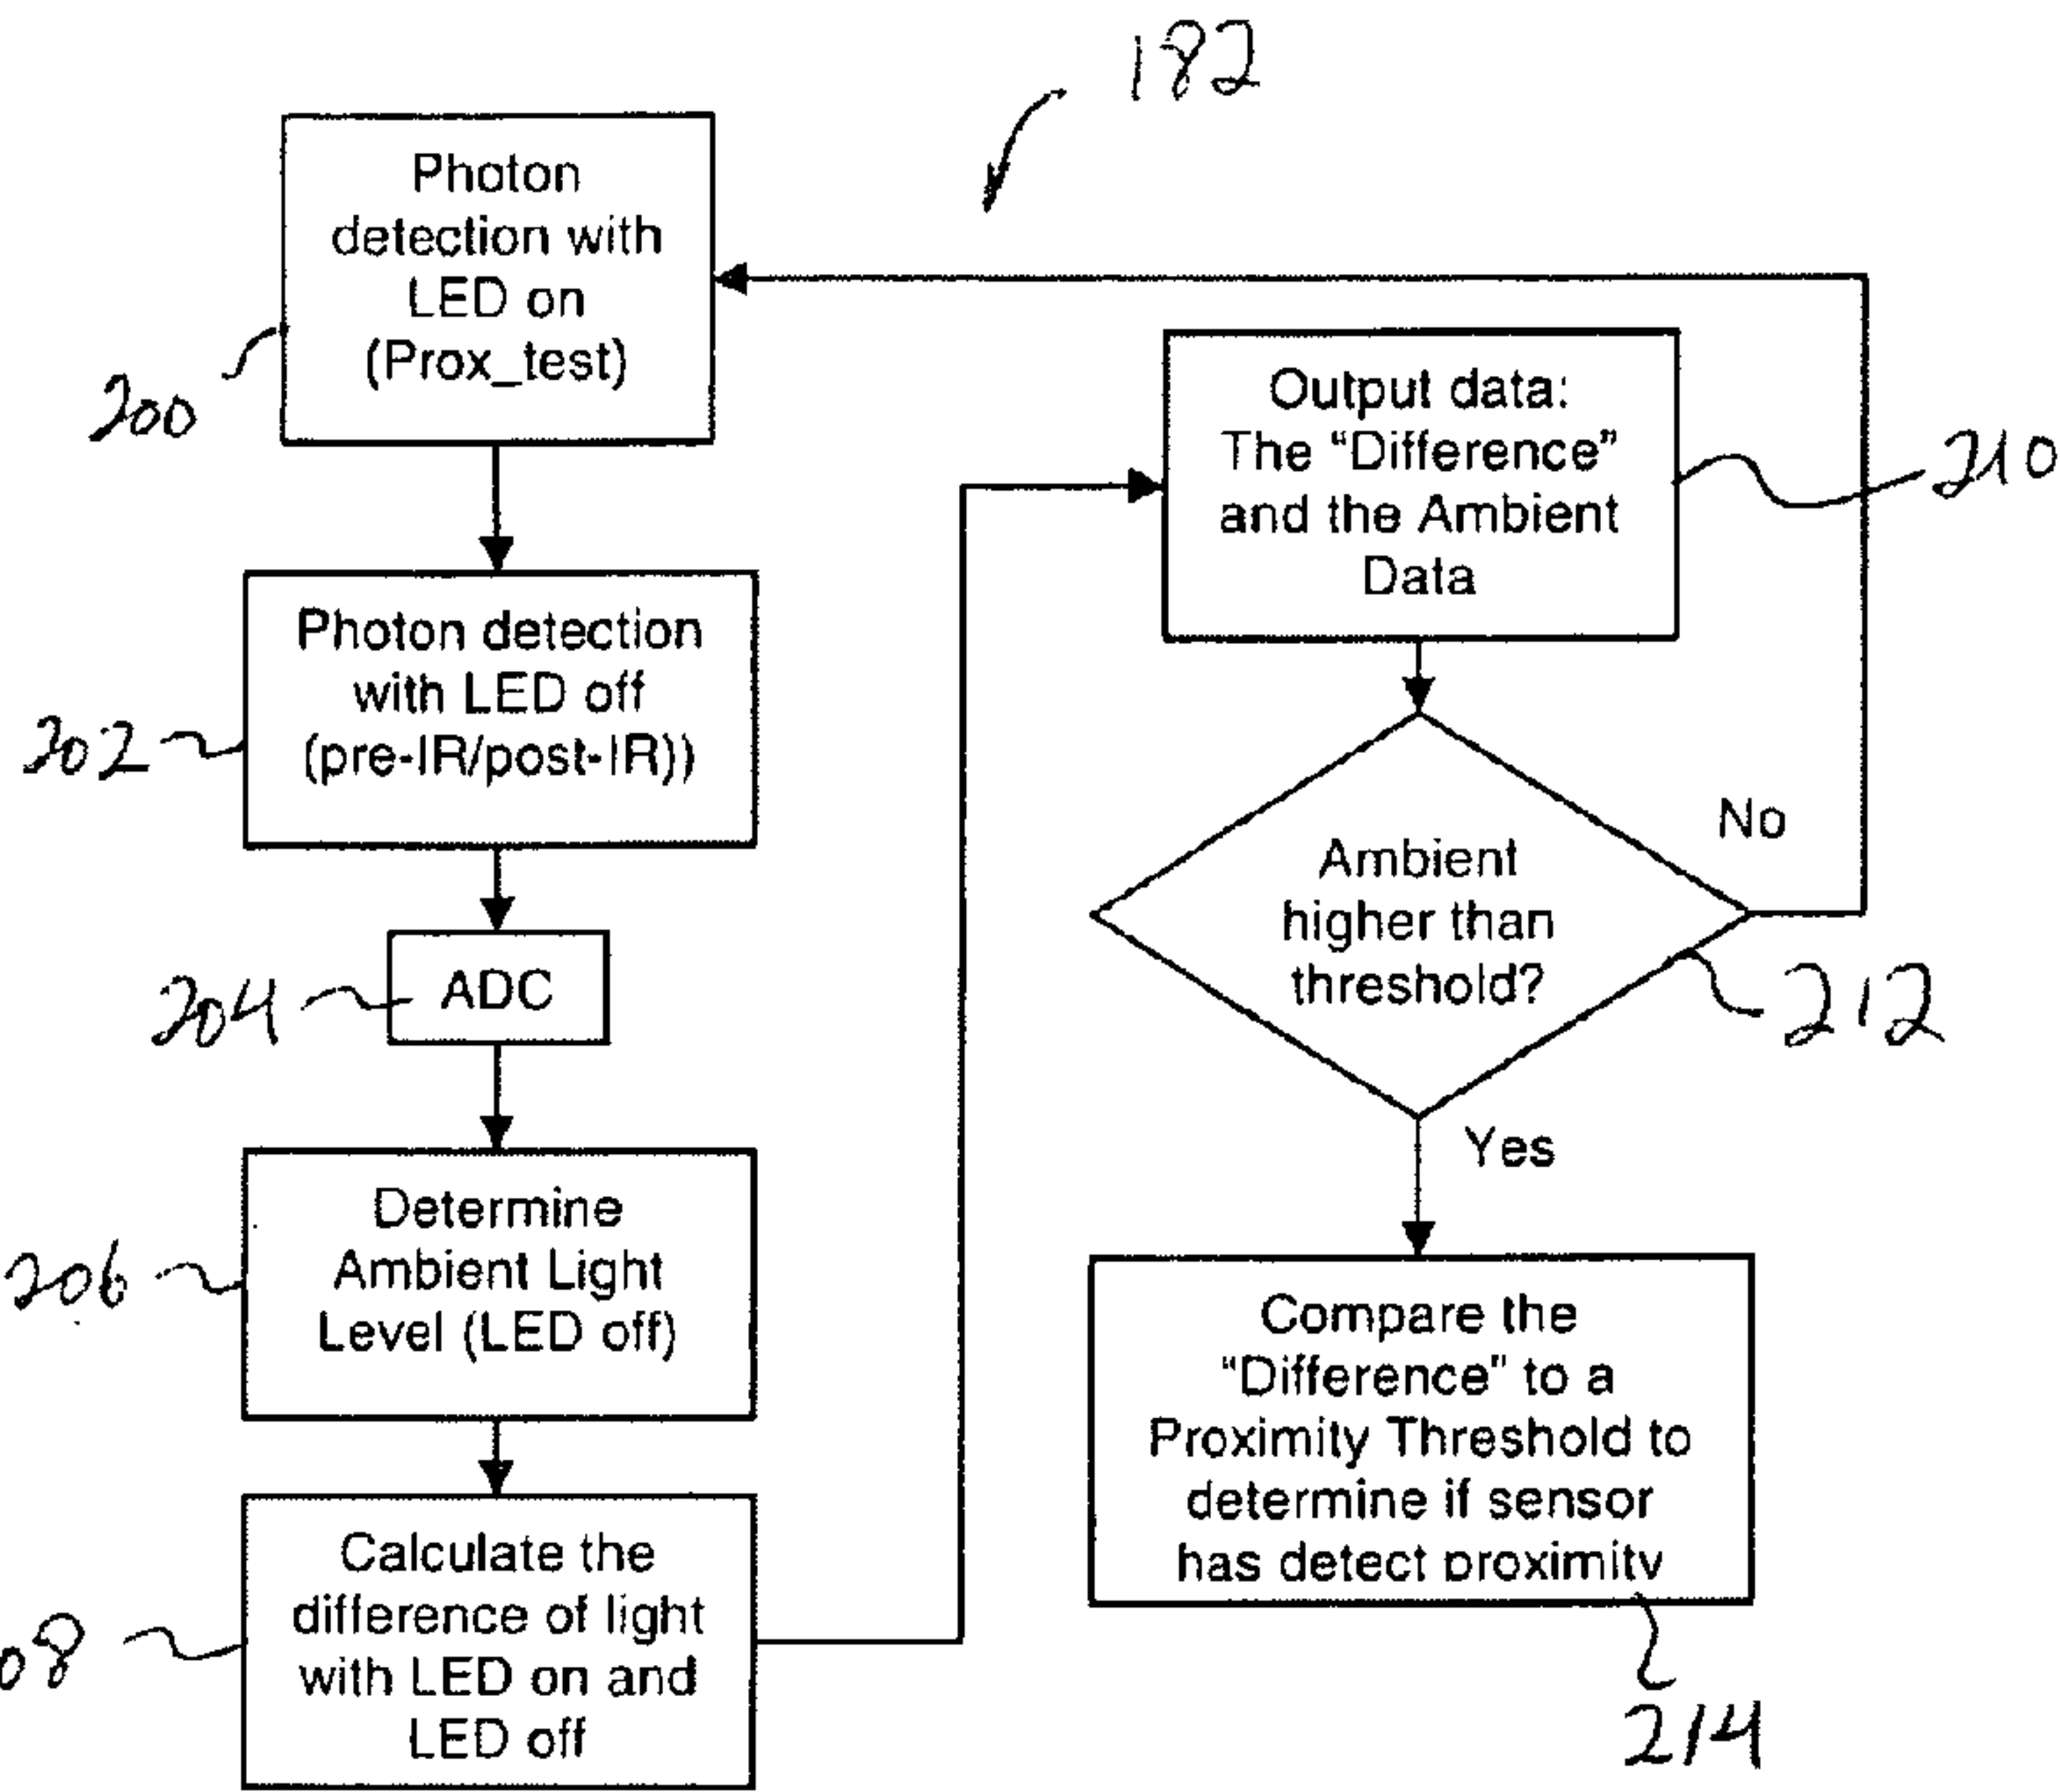 182
Photon
detection with
LED on
(Prox_test)
200
Photon detection
with LED off
(pre-IR/post-IR))
202
ADC
204
Determine
Ambient Light
Level (LED off)
206
Calculate the
difference of light
with LED on and
LED off
08
Output data:
The “Difference”
and the Ambient
Data
210
Ambient
higher than
threshold?
212
No
Yes
Compare the
“Difference” to a
Proximity Threshold to
determine if sensor
has detect proximity
214